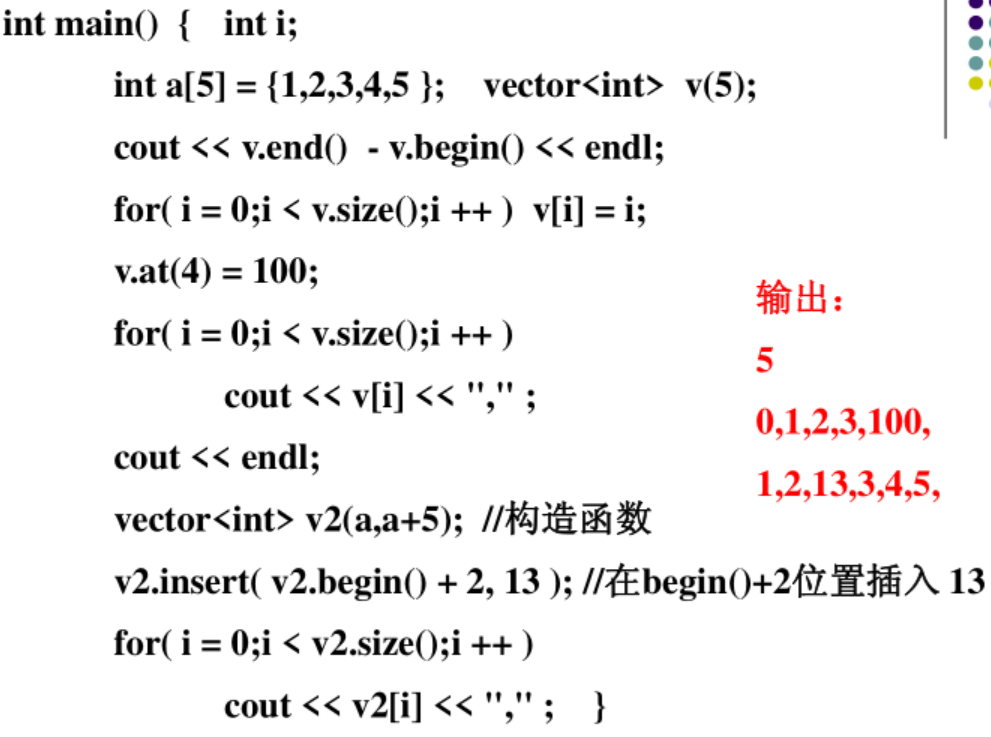 int main() { int i;
int a[5] = {1,2,3,4,5 }; vector<int> v(5);
cout << v.end() - v.begin() << endl;
for( i = 0;i < v.size();i ++ ) v[i] = i;
v.at(4) = 100;
for( i = 0;i < v.size();i ++ )
cout << v[i] << "," ;
cout << endl;
vector<int> v2(a,a+5); //构造函数
v2.insert( v2.begin() + 2, 13 ); //在begin()+2位置插入 13
for( i = 0;i < v2.size();i ++ )
cout << v2[i] << "," ; }
输出：
5
0,1,2,3,100,
1,2,13,3,4,5,